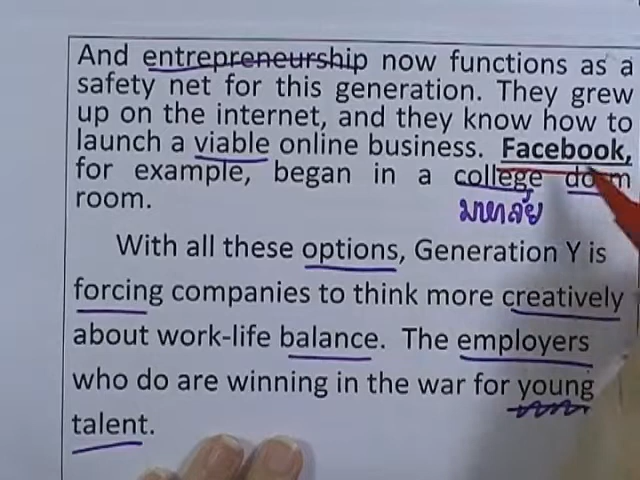 And entrepreneurship now functions as a
safety net for this generation. They grew
up on the internet, and they know how to
launch a viable online business. Facebook,
for example, began in a college dorm
room.
มหาลัย
With all these options, Generation Y is
forcing companies to think more creatively
about work-life balance. The employers
who do are winning in the war for young
talent.